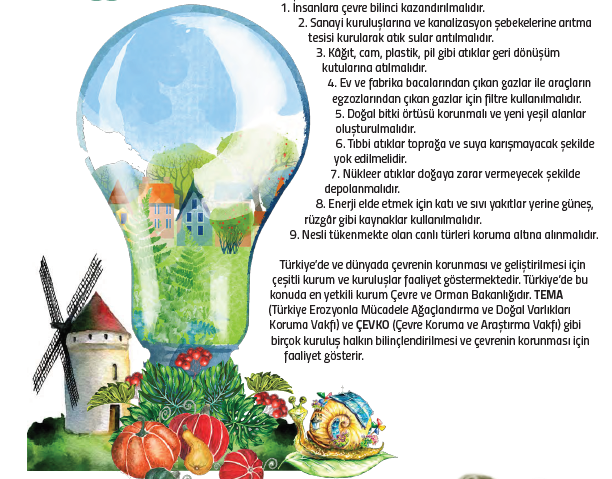 1. İnsanlara çevre bilinci kazandırılmalıdır.
2. Sanayi kuruluşlarına ve kanalizasyon şebekelerine arıtma
tesisi kurularak atık sular arıtılmalıdır.
3. Kâğıt, cam, plastik, pil gibi atıklar geri dönüşüm
kutularına atılmalıdır.
4. Ev ve fabrika bacalarından çıkan gazlar ile araçların
egzozlarından çıkan gazlar için filtre kullanılmalıdır.
5. Doğal bitki örtüsü korunmalı ve yeni yeşil alanlar
oluşturulmalıdır.
6. Tıbbi atıklar toprağa ve suya karışmayacak şekilde
yok edilmelidir.
7. Nükleer atıklar doğaya zarar vermeyecek şekilde
depolanmalıdır.
8. Enerji elde etmek için katı ve sıvı yakıtlar yerine güneş,
rüzgâr gibi kaynaklar kullanılmalıdır.
9. Nesli tükenmekte olan canlı türleri koruma altına alınmalıdır.
Türkiye'de ve dünyada çevrenin korunması ve geliştirilmesi için
çeşitli kurum ve kuruluşlar faaliyet göstermektedir. Türkiye'de bu
konuda en yetkili kurum Çevre ve Orman Bakanlığıdır. TEMA
(Türkiye Erozyonla Mücadele Ağaçlandırma ve Doğal Varlıkları
Koruma Vakfı) ve ÇEVKO (Çevre Koruma ve Araştırma Vakfı) gibi
birçok kuruluş halkın bilinçlendirilmesi ve çevrenin korunması için
faaliyet gösterir.